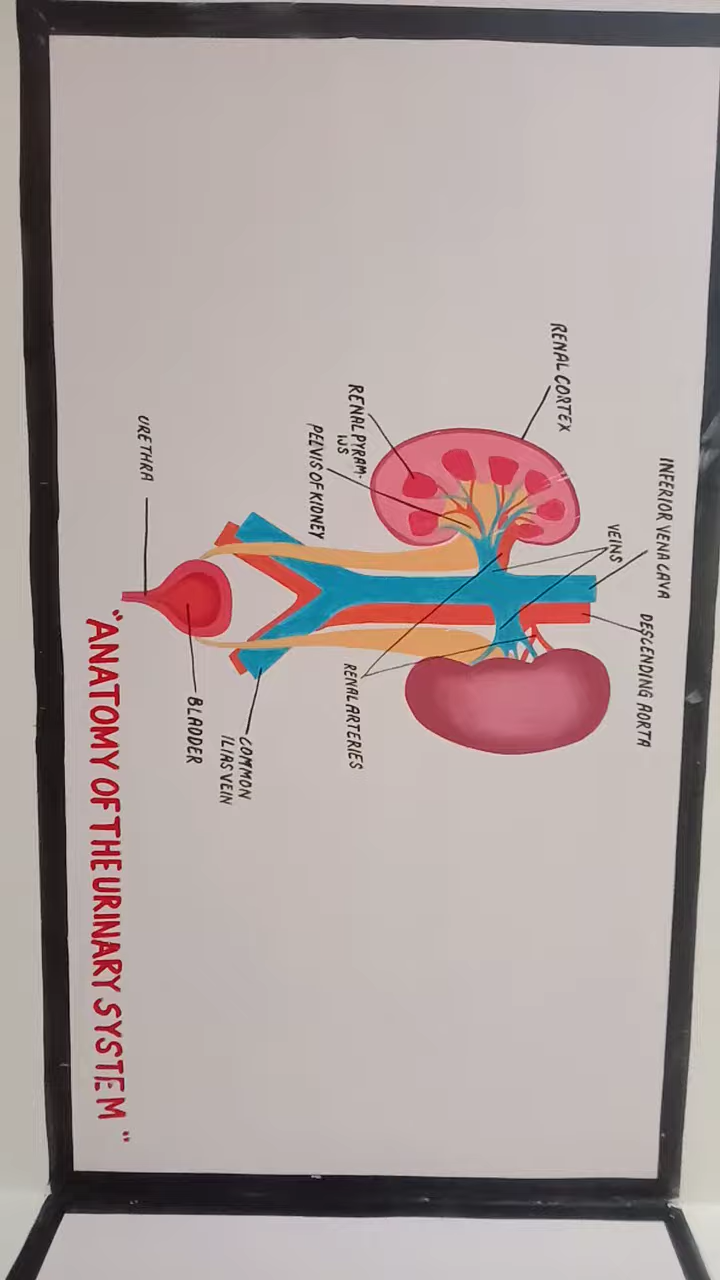 RENAL CORTEX
INFERIOR VENA CAVA
VEINS
DESCENDING AORTA
RENAL PYRAM-
IJS
PELVIS OF KIDNEY
RENAL ARTERIES
COMMON
ILIAS VEIN
BLADDER
URETHRA
"ANATOMY OF THE URINARY SYSTEM"